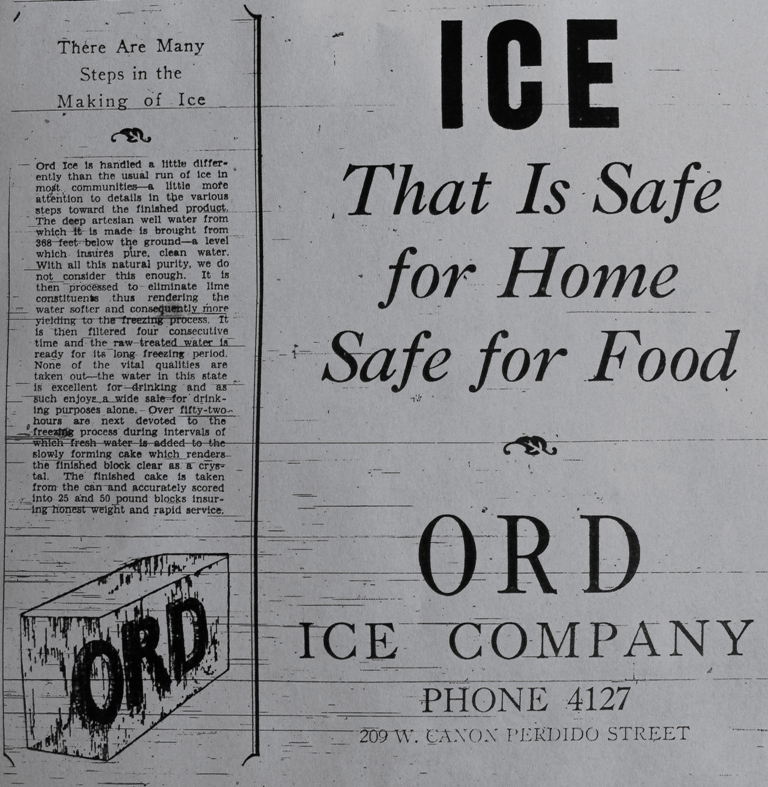 There Are Many
Steps in the
Making of Ice
Ord Ice is handled a little differ-
ently than the usual run of ice in
most communities—a little more
attention to details in the various
steps toward the finished product.
The deep artesian well water from
which it is made is brought from
368 feet below the ground—a level
which insures pure, clean water.
With all this natural purity, we do
not consider this enough. It is
then processed to eliminate lime
constituents thus rendering the
water softer and consequently more
yielding to the freezing process. It
is then filtered four consecutive
time and the raw treated water is
ready for its long freezing period.
None of the vital qualities are
taken out—the water in this state
is excellent for drinking and as
such enjoys a wide sale for drink-
ing purposes alone. Over fifty-two
hours are next devoted to the
freezing process during intervals of
which fresh water is added to the
slowly forming cake which renders
the finished block clear as a crys-
tal. The finished cake is taken
from the can and accurately scored
into 25 and 50 pound blocks insur-
ing honest weight and rapid service.
ORD
ICE
That Is Safe
for Home
Safe for Food
ORD
ICE COMPANY
PHONE 4127
209 W. CANON PERDIDO STREET